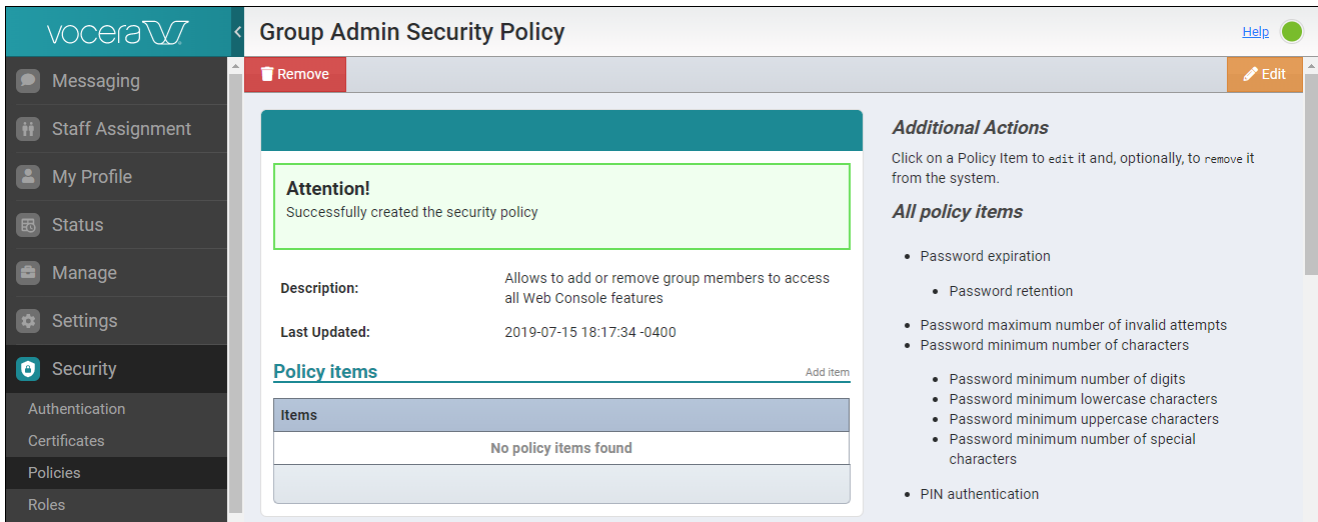 vocera
Group Admin Security Policy
Help
Messaging
Staff Assignment
My Profile
Status
Manage
Settings
Security
Authentication
Certificates
Policies
Roles
Remove
Edit
Attention!
Successfully created the security policy
Description:
Allows to add or remove group members to access
all Web Console features
Last Updated:
2019-07-15 18:17:34 -0400
Policy items
Add item
Items
No policy items found
Additional Actions
Click on a Policy Item to edit it and, optionally, to remove it
from the system.
All policy items
• Password expiration
• Password retention
• Password maximum number of invalid attempts
• Password minimum number of characters
• Password minimum number of digits
• Password minimum lowercase characters
• Password minimum uppercase characters
• Password minimum number of special
characters
• PIN authentication